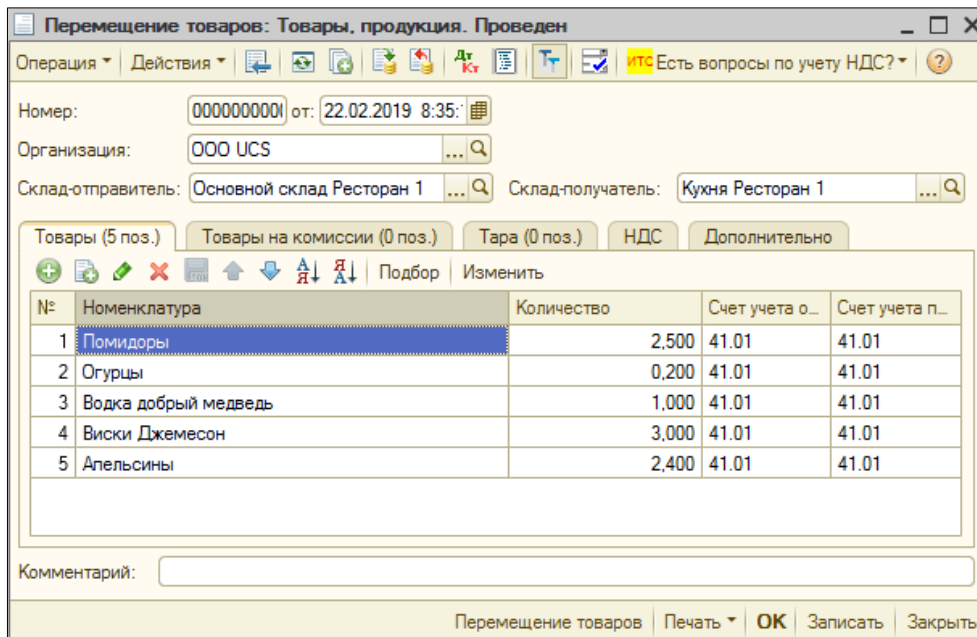 Перемещение товаров: Товары, продукция. Проведен
Операция Действия Дт Кт Тт ИТС Есть вопросы по учету НДС? ?
Номер: 0000000000 от: 22.02.2019 8:35:
Организация: ООО UCS ...
Склад-отправитель: Основной склад Ресторан 1 ... Склад-получатель: Кухня Ресторан 1 ...
Товары (5 поз.) Товары на комиссии (0 поз.) Тара (0 поз.) НДС Дополнительно
Подбор Изменить
№ Номенклатура Количество Счет учета о... Счет учета п...
1 Помидоры 2,500 41.01 41.01
2 Огурцы 0,200 41.01 41.01
3 Водка добрый медведь 1,000 41.01 41.01
4 Виски Джемесон 3,000 41.01 41.01
5 Апельсины 2,400 41.01 41.01
Комментарий:
Перемещение товаров Печать OK Записать Закрыть